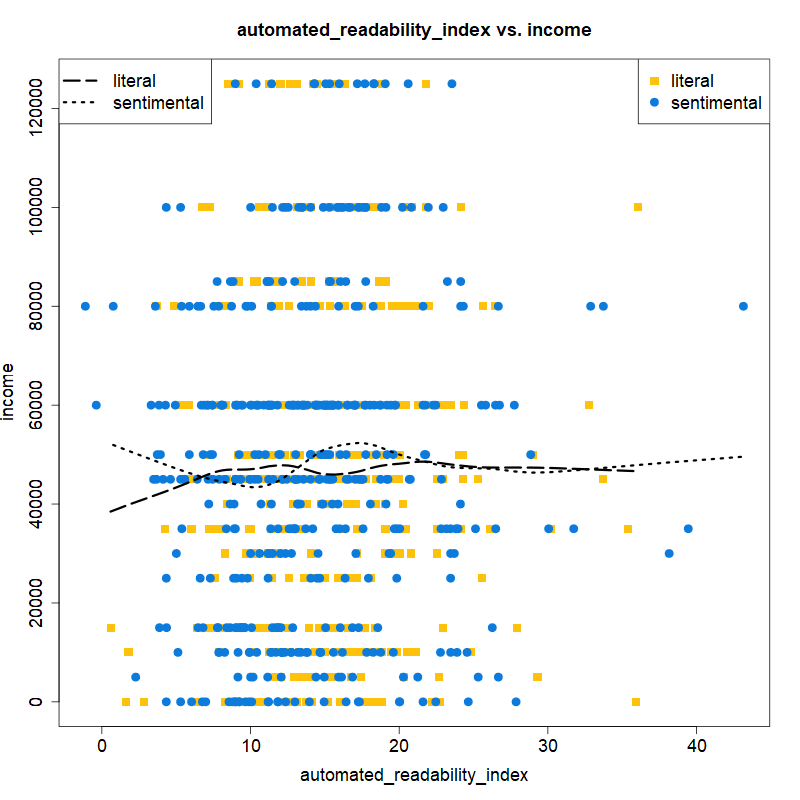 automated_readability_index vs. income
literal
sentimental
literal
sentimental
income
120000
100000
80000
60000
40000
20000
0
0 10 20 30 40
automated_readability_index